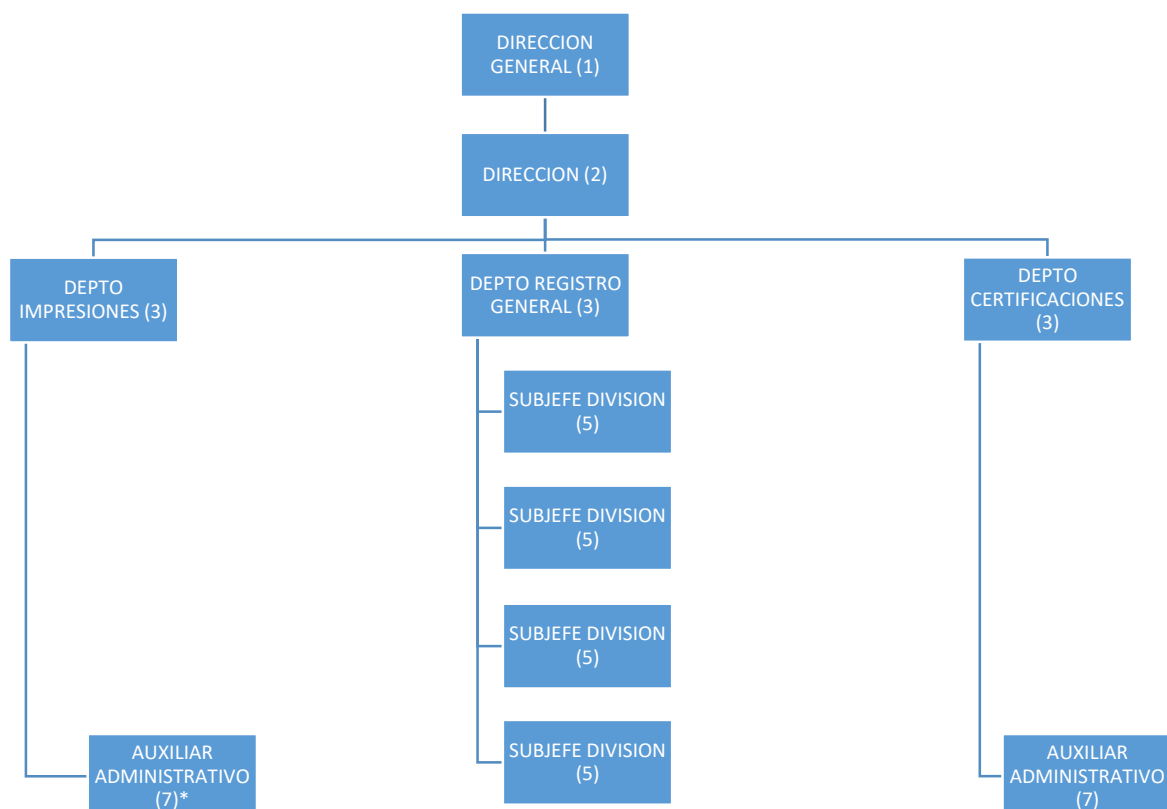 DIRECCION
GENERAL (1)
DIRECCION (2)
DEPTO
IMPRESIONES (3)
DEPTO REGISTRO
GENERAL (3)
DEPTO
CERTIFICACIONES
(3)
SUBJEFE DIVISION
(5)
SUBJEFE DIVISION
(5)
SUBJEFE DIVISION
(5)
SUBJEFE DIVISION
(5)
AUXILIAR
ADMINISTRATIVO
(7)*
AUXILIAR
ADMINISTRATIVO
(7)